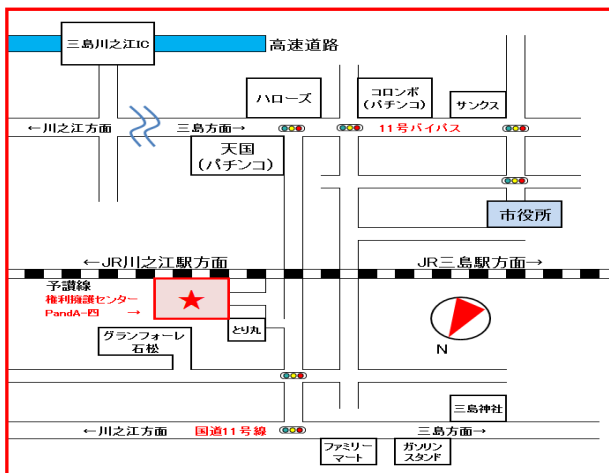 三島川之江IC
高速道路
ハローズ
コロンボ
(パチンコ)
サンクス
←川之江方面
三島方面→
11号バイパス
天国
(パチンコ)
市役所
←JR川之江駅方面
JR三島駅方面→
予讃線
権利擁護センター
PandA-四 →
とり丸
グランフォーレ
石松
N
三島神社
←川之江方面
国道11号線
三島方面→
ファミリー
マート
ガソリン
スタンド